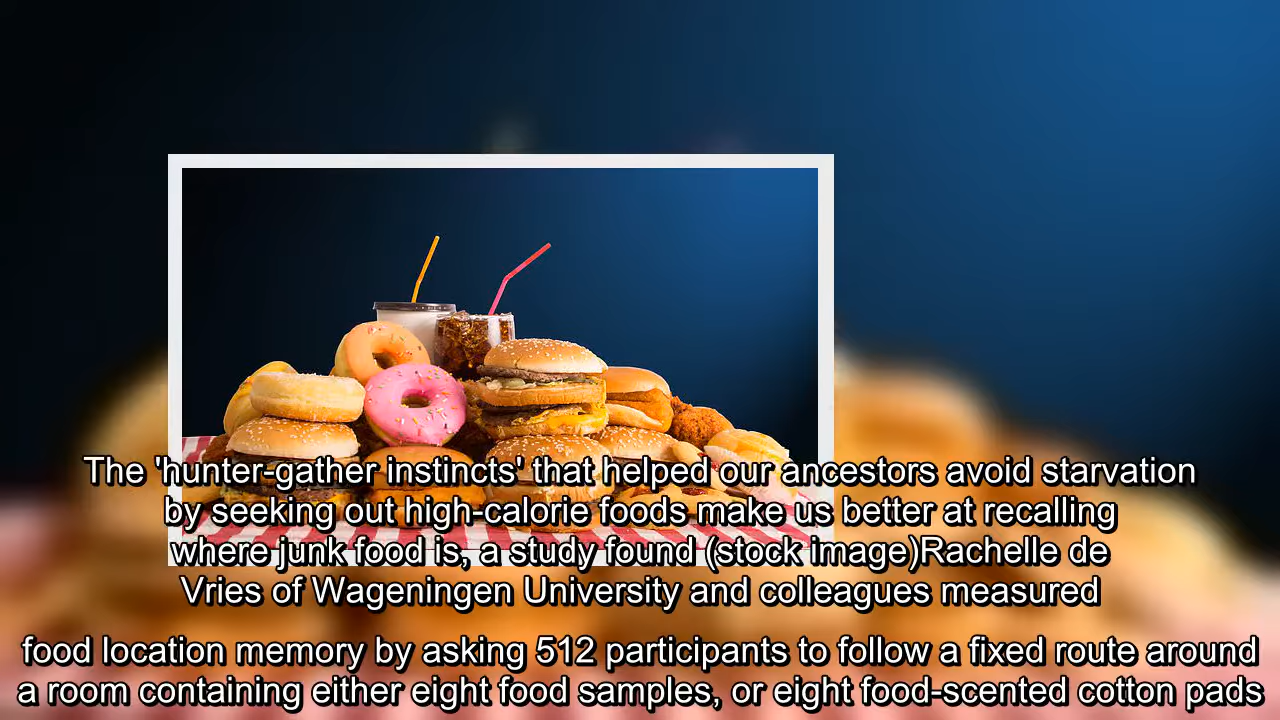 The 'hunter-gather instincts' that helped our ancestors avoid starvation
by seeking out high-calorie foods make us better at recalling
where junk food is, a study found (stock image)Rachelle de
Vries of Wageningen University and colleagues measured
food location memory by asking 512 participants to follow a fixed route around
a room containing either eight food samples, or eight food-scented cotton pads